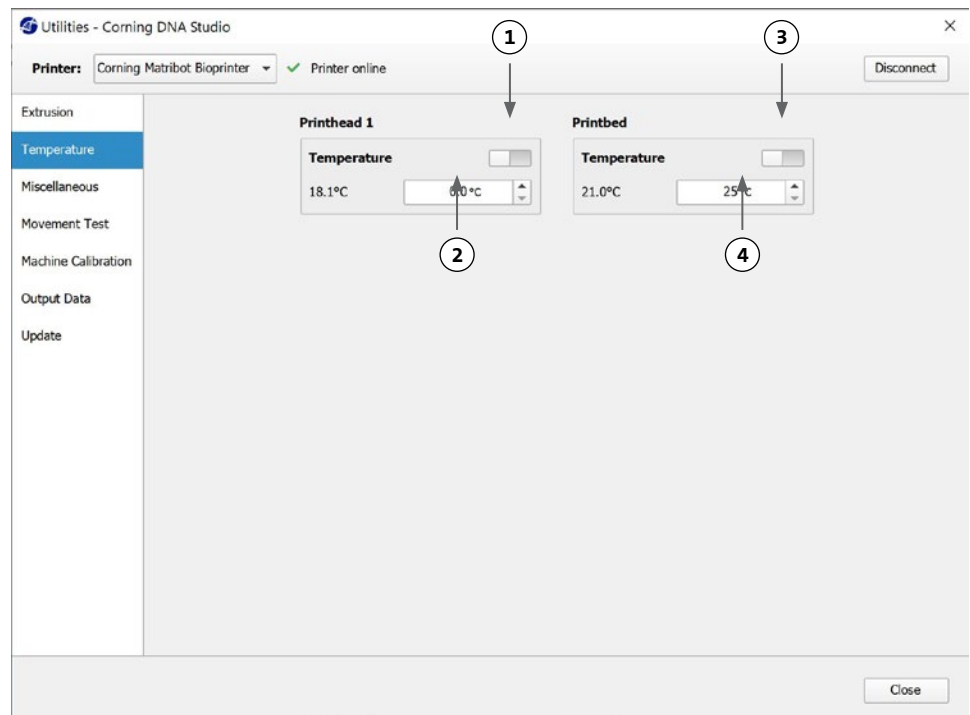 Utilities - Corning DNA Studio
1
3
Printer: Corning Matribot Bioprinter Printer online Disconnect
Extrusion
Printhead 1 Printbed
Temperature
Temperature Temperature
Miscellaneous
18.1°C °C 21.0°C 25°C
Movement Test
Machine Calibration
2
4
Output Data
Update
Close